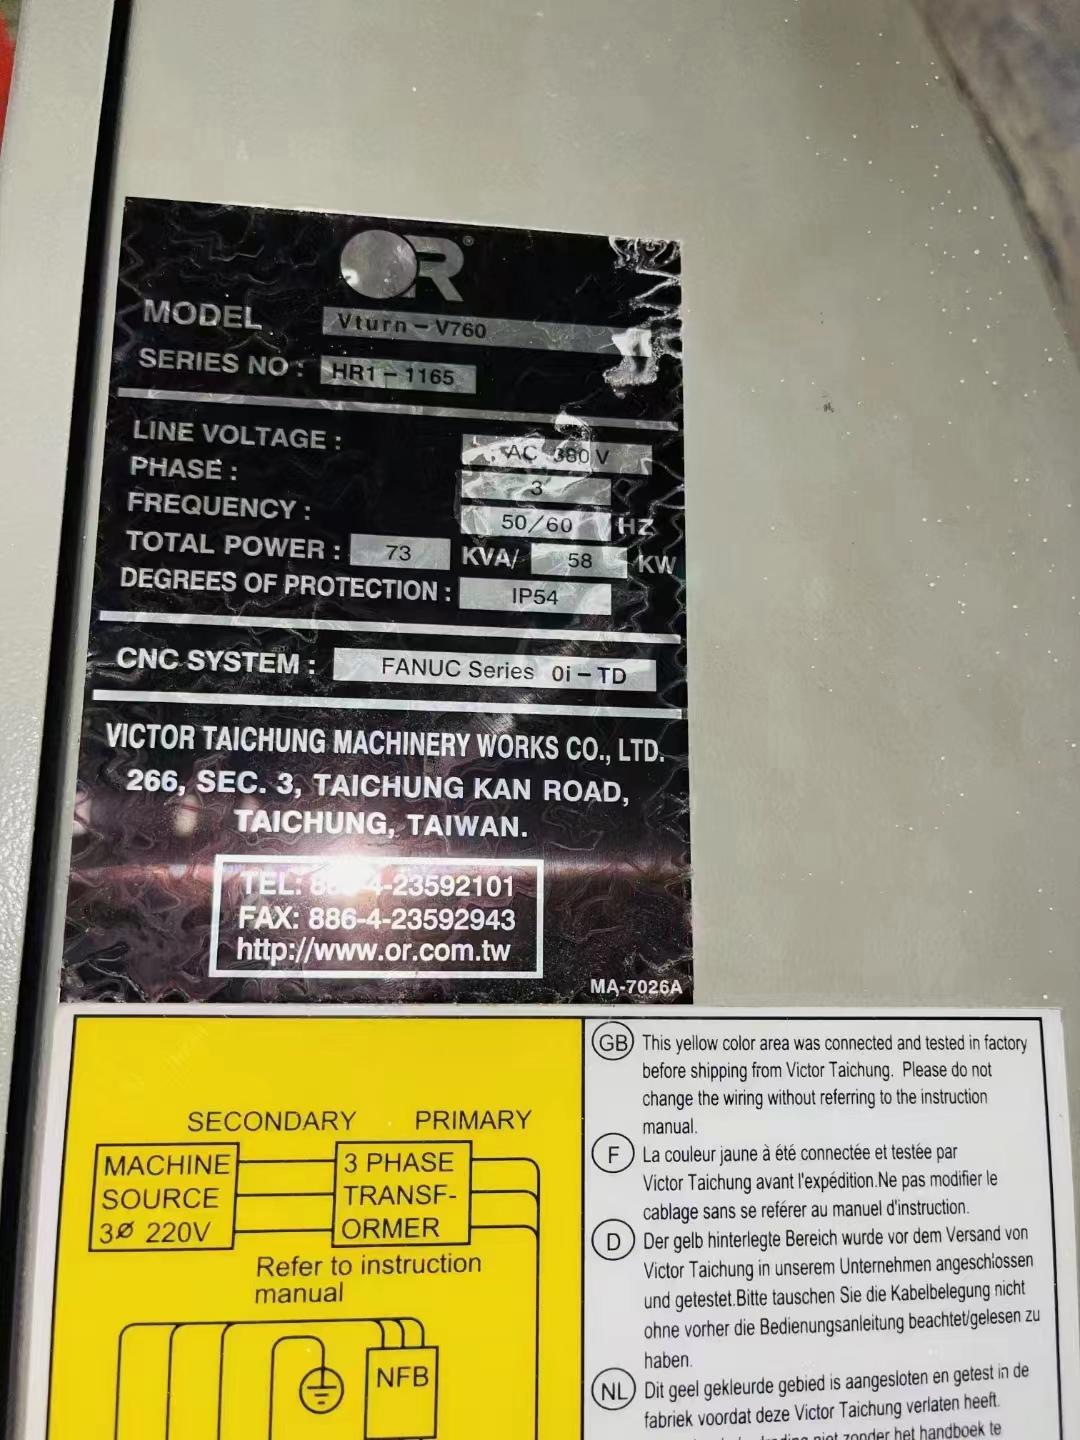 OR®
MODEL Vturn-V760
SERIES NO: HR1-1165
LINE VOLTAGE: AC 380 V
PHASE: 3
FREQUENCY: 50/60 HZ
TOTAL POWER: 73 KVA/ 58 KW
DEGREES OF PROTECTION: IP54
CNC SYSTEM: FANUC Series 0i-TD
VICTOR TAICHUNG MACHINERY WORKS CO., LTD.
266, SEC. 3, TAICHUNG KAN ROAD,
TAICHUNG, TAIWAN.
TEL: 886-4-23592101
FAX: 886-4-23592943
http://www.or.com.tw
MA-7026A
SECONDARY PRIMARY
MACHINE
SOURCE
3Ø 220V
3 PHASE
TRANSF-
ORMER
Refer to instruction
manual
NFB
GB This yellow color area was connected and tested in factory
before shipping from Victor Taichung. Please do not
change the wiring without referring to the instruction
manual.
F La couleur jaune à été connectée et testée par
Victor Taichung avant l'expédition.Ne pas modifier le
cablage sans se referér au manuel d'instruction.
D Der gelb hinterlegte Bereich wurde vor dem Versand von
Victor Taichung in unserem Unternehmen angeschlossen
und getestet.Bitte tauschen Sie die Kabelbelegung nicht
ohne vorher die Bedienungsanleitung beachtet/gelesen zu
haben.
NL Dit geel gekleurde gebied is aangesloten en getest in de
fabriek voordat deze Victor Taichung verlaten heeft.
niet zonder het handboek te